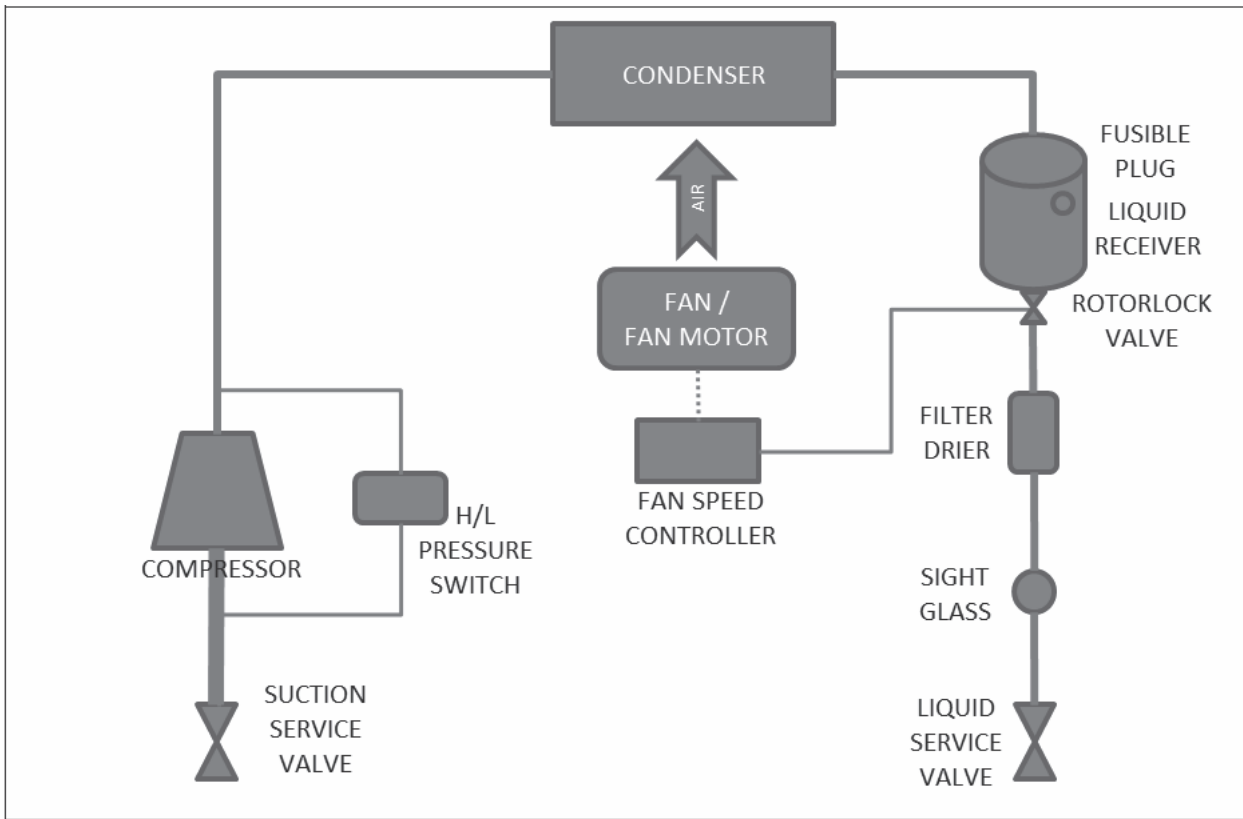 CONDENSER
FUSIBLE
PLUG
LIQUID
RECEIVER
AIR
FAN /
FAN MOTOR
ROTORLOCK
VALVE
FILTER
DRIER
FAN SPEED
CONTROLLER
H/L
PRESSURE
SWITCH
COMPRESSOR
SIGHT
GLASS
SUCTION
SERVICE
VALVE
LIQUID
SERVICE
VALVE